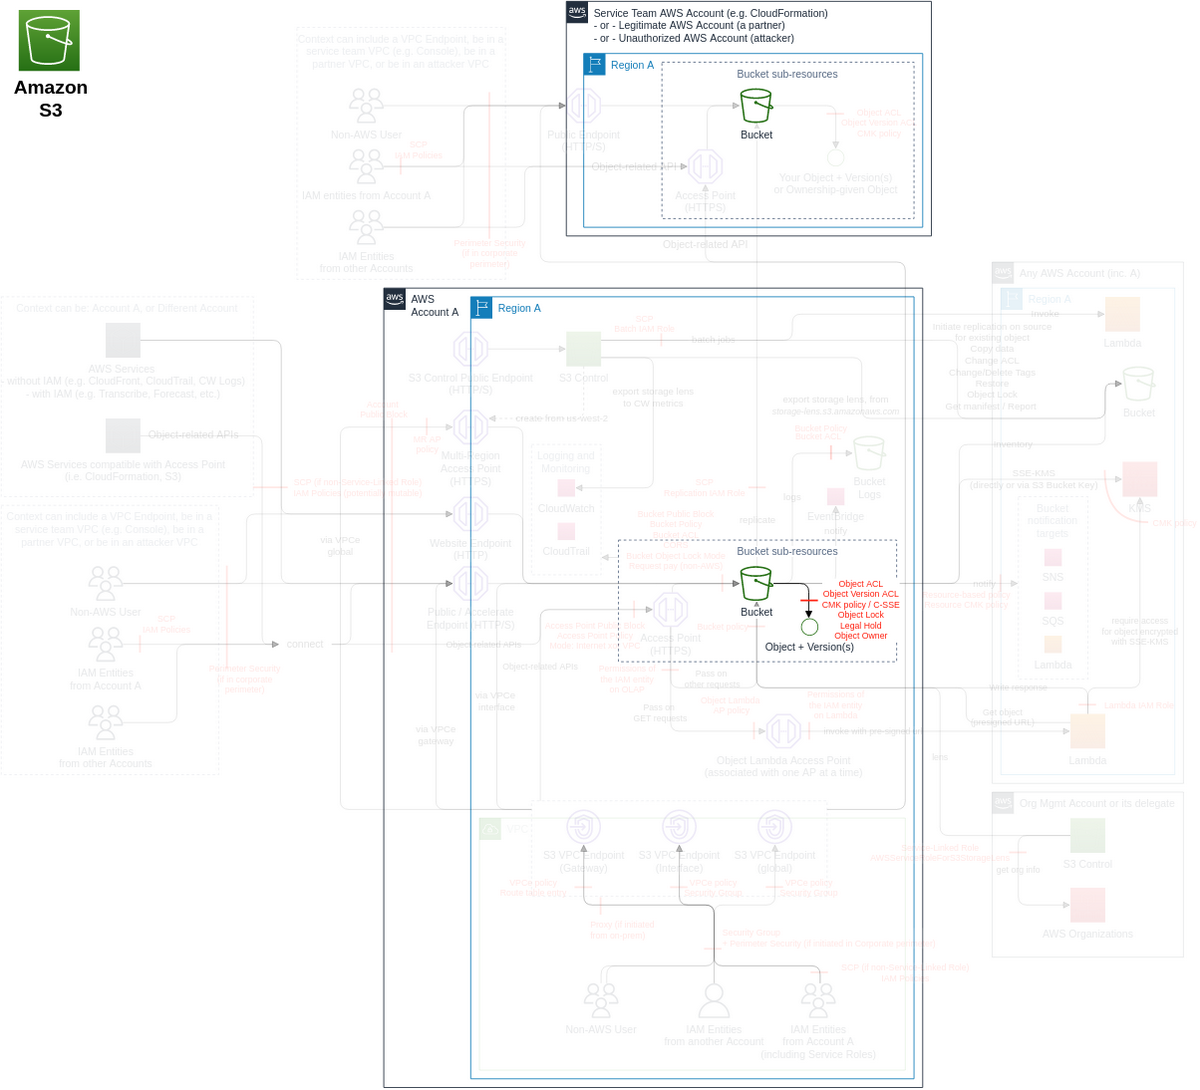 Amazon
S3
aws
Service Team AWS Account (e.g. CloudFormation)
- or - Legitimate AWS Account (a partner)
- or - Unauthorized AWS Account (attacker)
Region A
Bucket sub-resources
Bucket
Object ACL
Object Version ACL
CMK policy
Your Object + Version(s)
or Ownership-given Object
Public Endpoint
(HTTP/S)
Object-related API
Access Point
(HTTPS)
Object-related API
Context can include a VPC Endpoint, be in a
service team VPC (e.g. Console), be in a
partner VPC, or be in an attacker VPC
Non-AWS User
SCP
IAM Policies
IAM entities from Account A
IAM Entities
from other Accounts
Perimeter Security
(if in corporate
perimeter)
Context can be: Account A, or Different Account
AWS Services
- without IAM (e.g. CloudFront, CloudTrail, CW Logs)
- with IAM (e.g. Transcribe, Forecast, etc.)
Object-related APIs
AWS Services compatible with Access Point
(i.e. CloudFormation, S3)
SCP (if non-Service-Linked Role)
IAM Policies (potentially mutable)
Account
Public Block
Context can include a VPC Endpoint, be in a
service team VPC (e.g. Console), be in a
partner VPC, or be in an attacker VPC
Non-AWS User
SCP
IAM Policies
IAM Entities
from Account A
Perimeter Security
(if in corporate
perimeter)
IAM Entities
from other Accounts
connect
via VPCe
global
via VPCe
gateway
via VPCe
interface
aws
AWS
Account A
Region A
S3 Control Public Endpoint
(HTTP/S)
S3 Control
SCP
Batch IAM Role
batch jobs
export storage lens
to CW metrics
export storage lens, from
storage-lens.s3.amazonaws.com
create from us-west-2
MR AP
policy
Multi-Region
Access Point
(HTTPS)
Logging and
Monitoring
CloudWatch
CloudTrail
Website Endpoint
(HTTP)
Public / Accelerate
Endpoint (HTTP/S)
Bucket Policy
Bucket ACL
Bucket
Logs
logs
SCP
Replication IAM Role
replicate
Eventbridge
notify
Bucket Public Block
Bucket Policy
Bucket ACL
CORS
Bucket Object Lock Mode
Request pay (non-AWS)
Bucket sub-resources
Bucket
Object ACL
Object Version ACL
CMK policy / C-SSE
Object Lock
Legal Hold
Object Owner
Object + Version(s)
Access Point Public Block
Access Point Policy
Access Point
(HTTPS)
Bucket policy
Object-related APIs
Object-related APIs
Permissions of
the IAM entity
on OLAP
Pass on
other requests
Pass on
GET requests
Object Lambda
AP policy
Permissions of
the IAM entity
on Lambda
invoke with pre-signed url
Object Lambda Access Point
(associated with one AP at a time)
VPC
S3 VPC Endpoint
(Gateway)
S3 VPC Endpoint
(Interface)
S3 VPC Endpoint
(global)
VPCe policy
Route table entry
VPCe policy
Security Group
VPCe policy
Security Group
Proxy (if initiated
from on-prem)
Security Group
+ Perimeter Security (if initiated in Corporate perimeter)
SCP (if non-Service-Linked Role)
IAM Policies
Non-AWS User
IAM Entities
from another Account
IAM Entities
from Account A
(including Service Roles)
aws
Any AWS Account (inc. A)
Region A
invoke
Lambda
Initiate replication on source
for existing object
Copy data
Change ACL
Change/Delete Tags
Restore
Object Lock
Get manifest / Report
Bucket
inventory
SSE-KMS
(directly or via S3 Bucket Key)
KMS
CMK policy
Bucket
notification
targets
SNS
SQS
Lambda
notify
Resource-based policy
Resource CMK policy
require access
for object encrypted
with SSE-KMS
Write response
Lambda IAM Role
Get object
(presigned URL)
Lambda
lens
aws
Org Mgmt Account or its delegate
Service-Linked Role
AWSServiceRoleForS3StorageLens
S3 Control
get org info
AWS Organizations